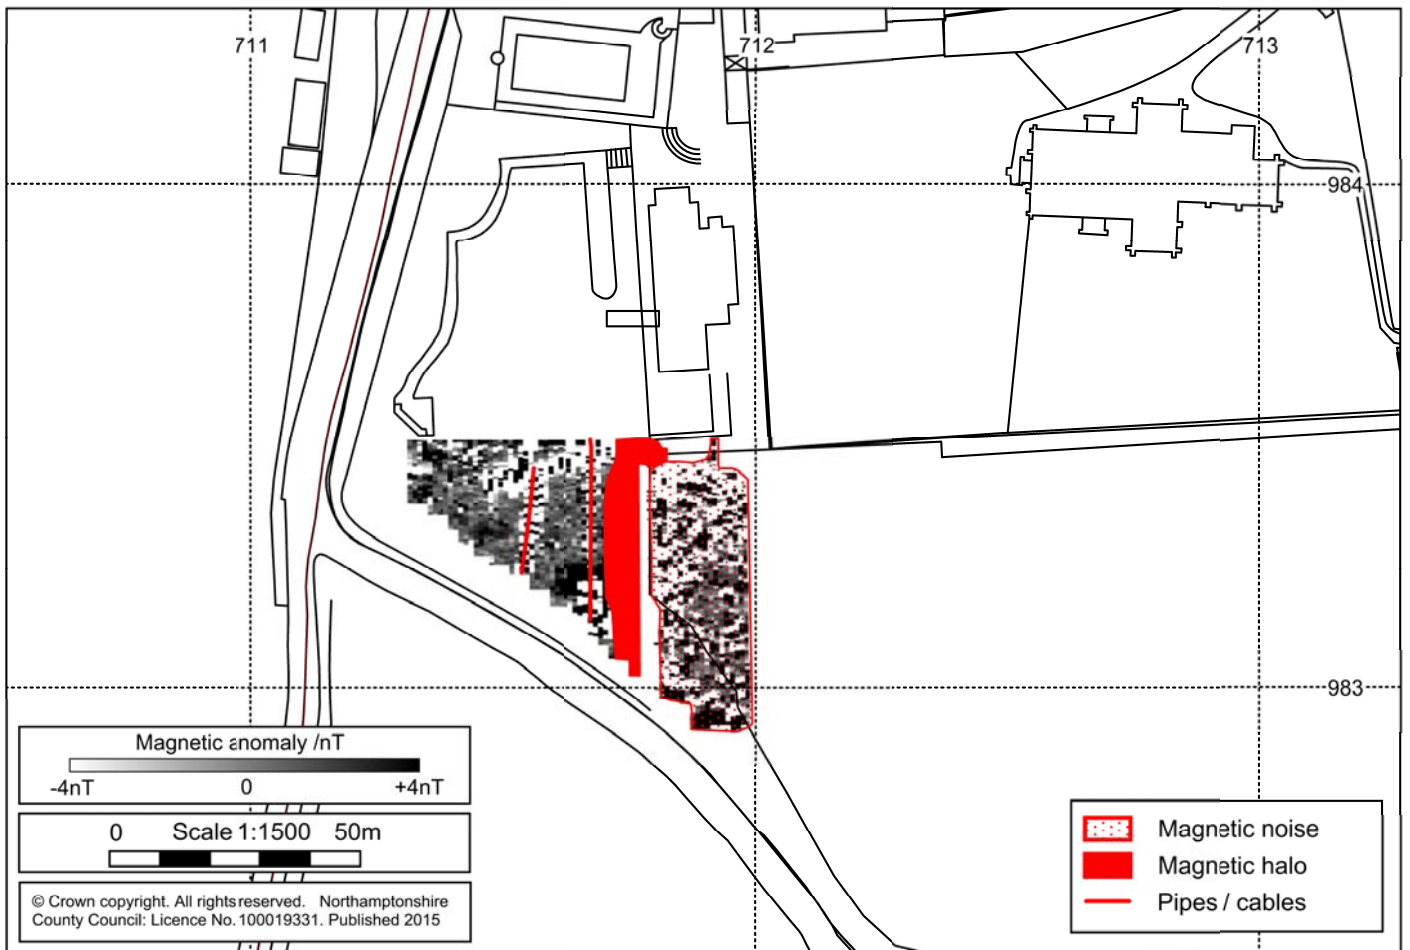 711
712
713
984
983
Magnetic anomaly /nT
-4nT 0 +4nT
0 Scale 1:1500 50m
© Crown copyright. All rights reserved. Northamptonshire
County Council: Licence No. 100019331. Published 2015
Magnetic noise
Magnetic halo
Pipes / cables